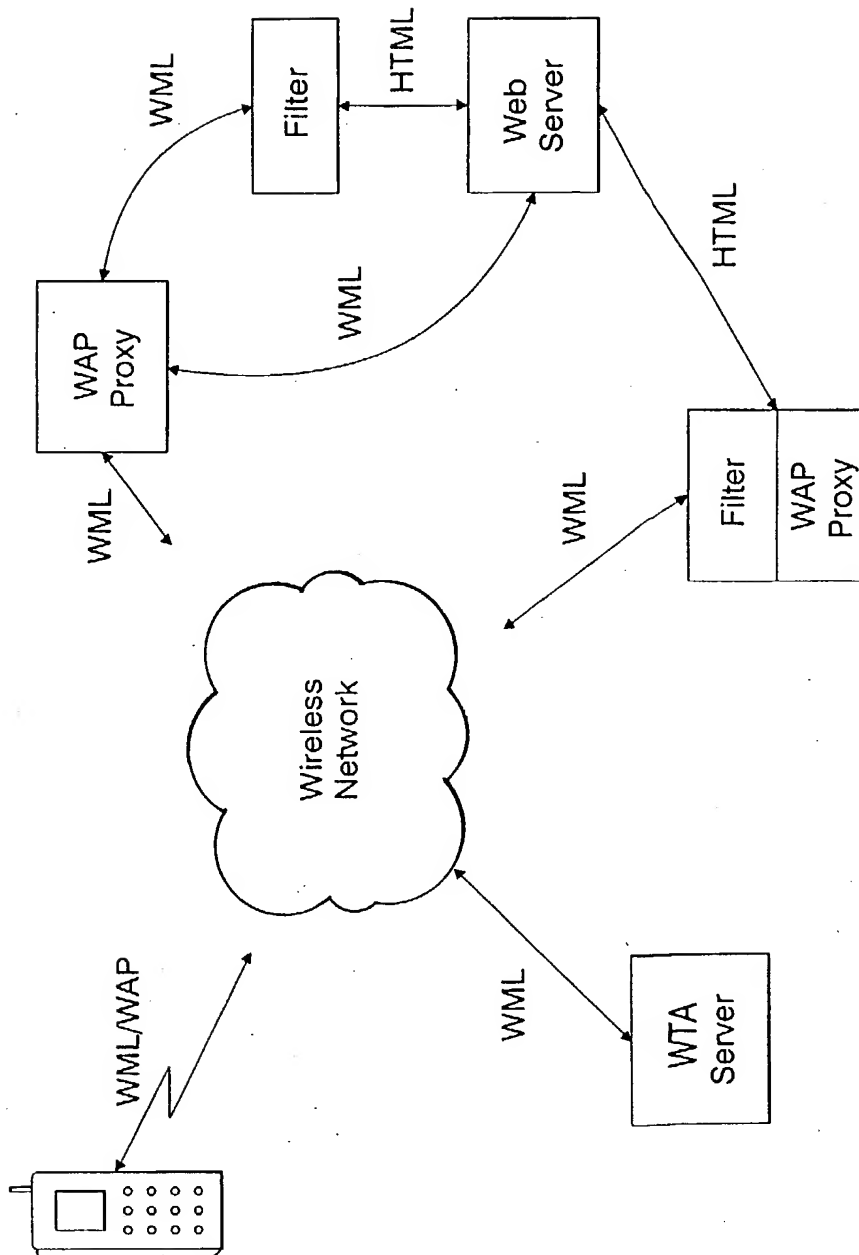 WML/WAP
Wireless
Network
WML
WTA
Server
WML
WAP
Proxy
WML
Filter
HTML
Web
Server
WML
HTML
WML
Filter
WAP
Proxy